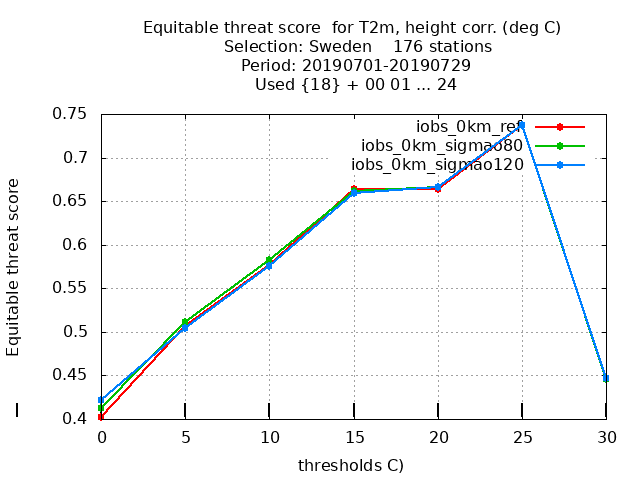 Equitable threat score  for T2m, height corr. (deg C)
Selection: Sweden    176 stations
Period: 20190701-20190729
Used {18} + 00 01 ... 24
0.75
0.7
0.65
0.6
0.55
0.5
0.45
0.4
Equitable threat score
iobs_0km_ref
iobs_0km_sigmao80
iobs_0km_sigmao120
0 5 10 15 20 25 30
thresholds C)